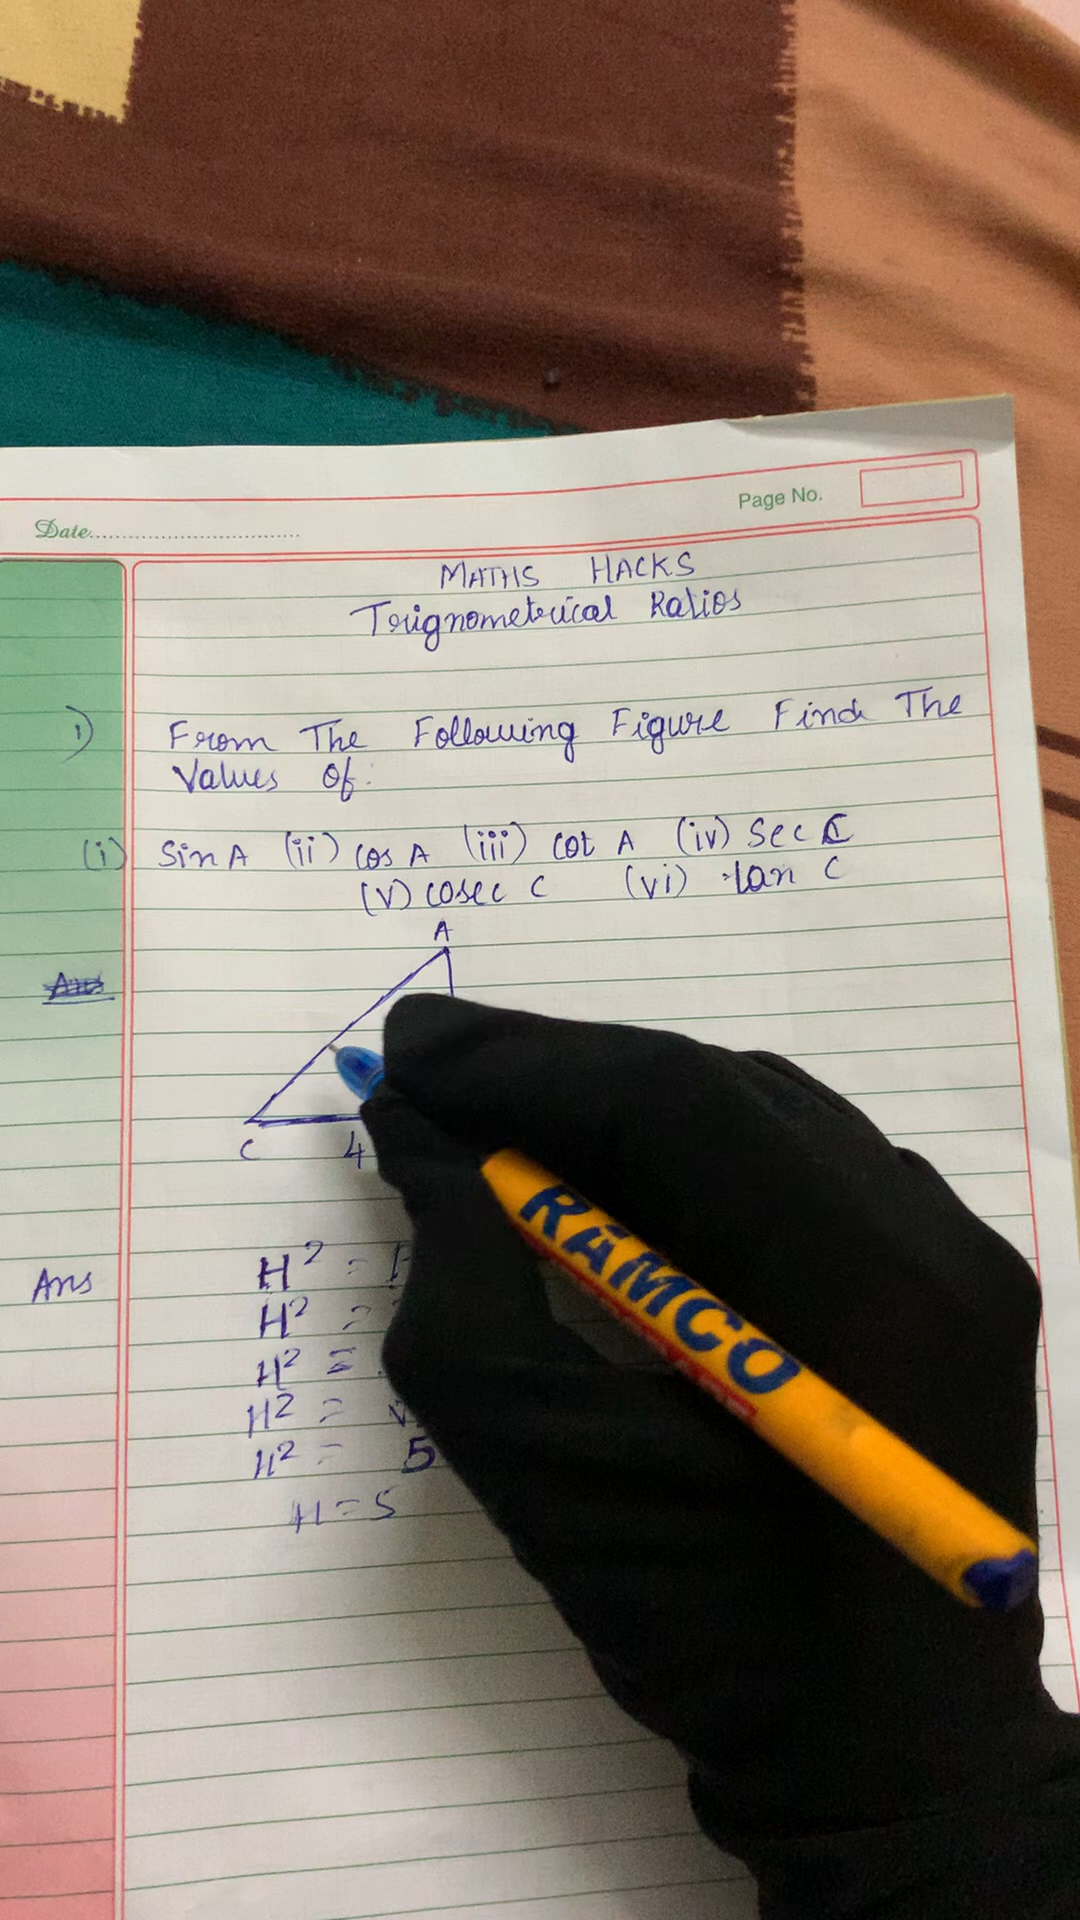 Page No.
Date
MATHS HACKS
Trignometrical Ratios
1) From The Following Figure Find The
Values Of:
(i) Sin A (ii) cos A (iii) cot A (iv) Sec C
(v) cosec C (vi) tan C
A
C 4
Ans H² =
H² =
H² =
H² =
H² = 5
H = 5
RAMCO